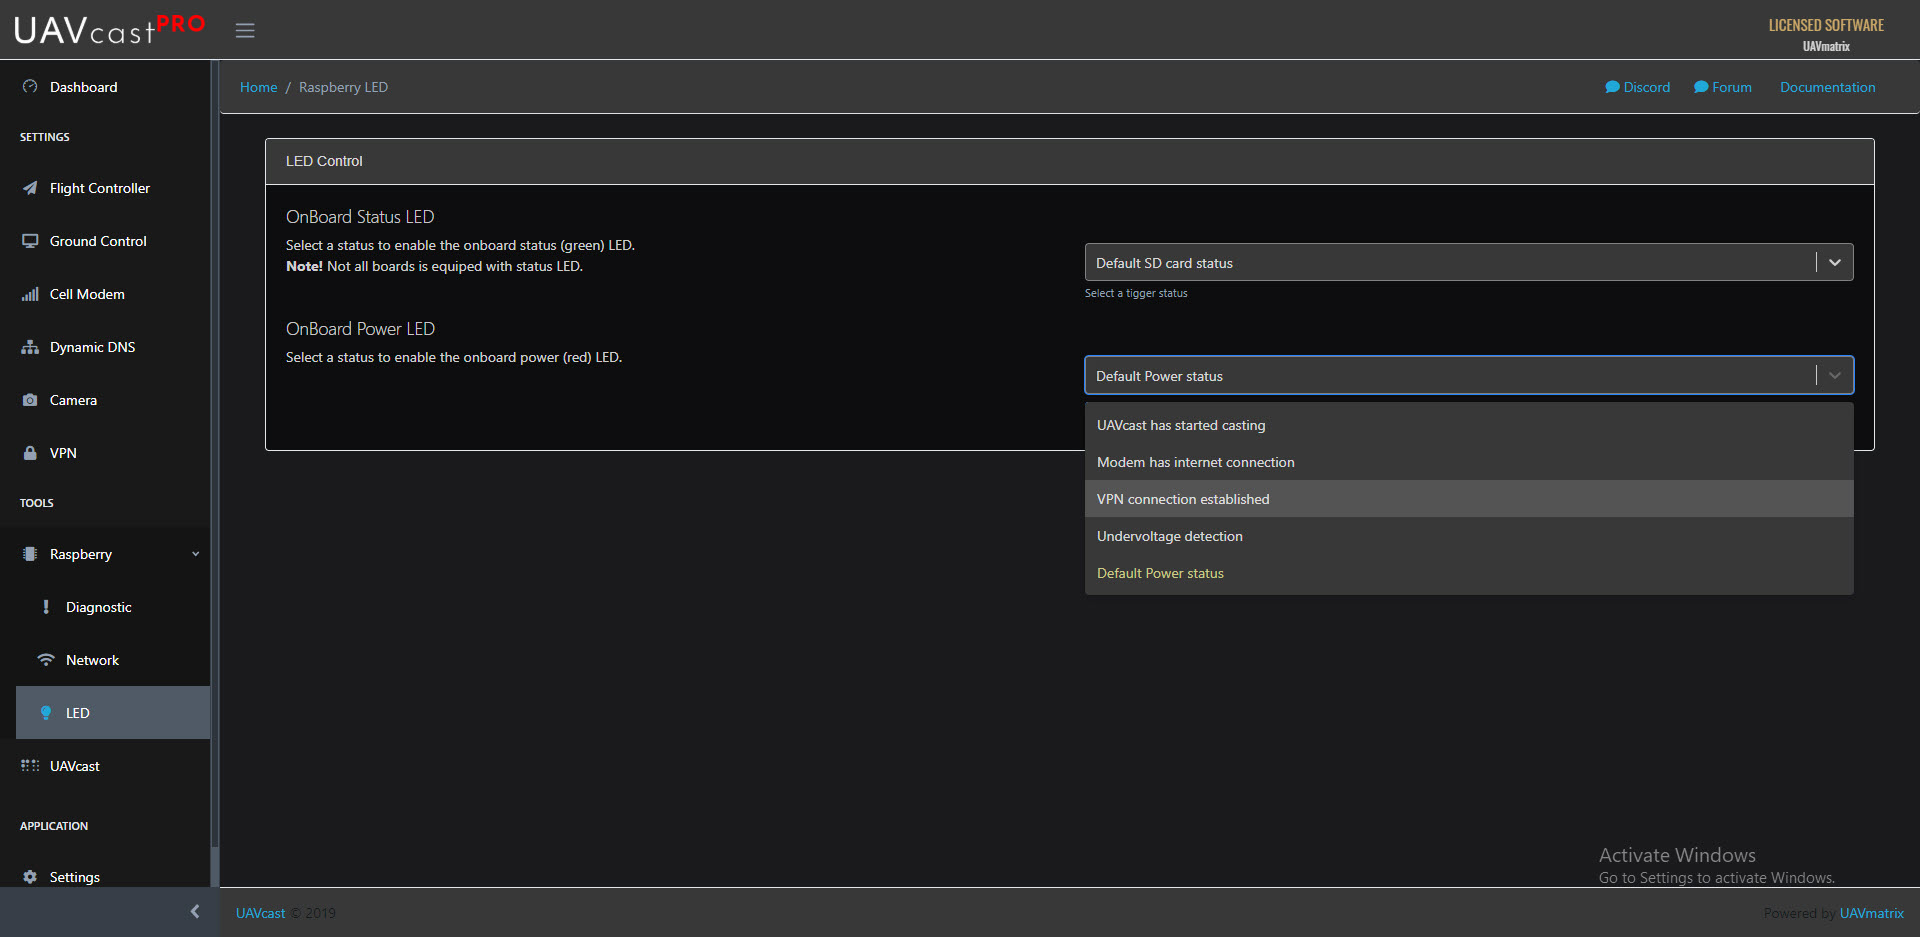 UAVcastPRO
LICENSED SOFTWARE
UAVmatrix
Dashboard
SETTINGS
Flight Controller
Ground Control
Cell Modem
Dynamic DNS
Camera
VPN
TOOLS
Raspberry
Diagnostic
Network
LED
UAVcast
APPLICATION
Settings
Home / Raspberry LED
Discord
Forum
Documentation
LED Control
OnBoard Status LED
Select a status to enable the onboard status (green) LED.
Note! Not all boards is equiped with status LED.
Default SD card status
Select a tigger status
OnBoard Power LED
Select a status to enable the onboard power (red) LED.
Default Power status
UAVcast has started casting
Modem has internet connection
VPN connection established
Undervoltage detection
Default Power status
Activate Windows
Go to Settings to activate Windows.
UAVcast © 2019
Powered by UAVmatrix